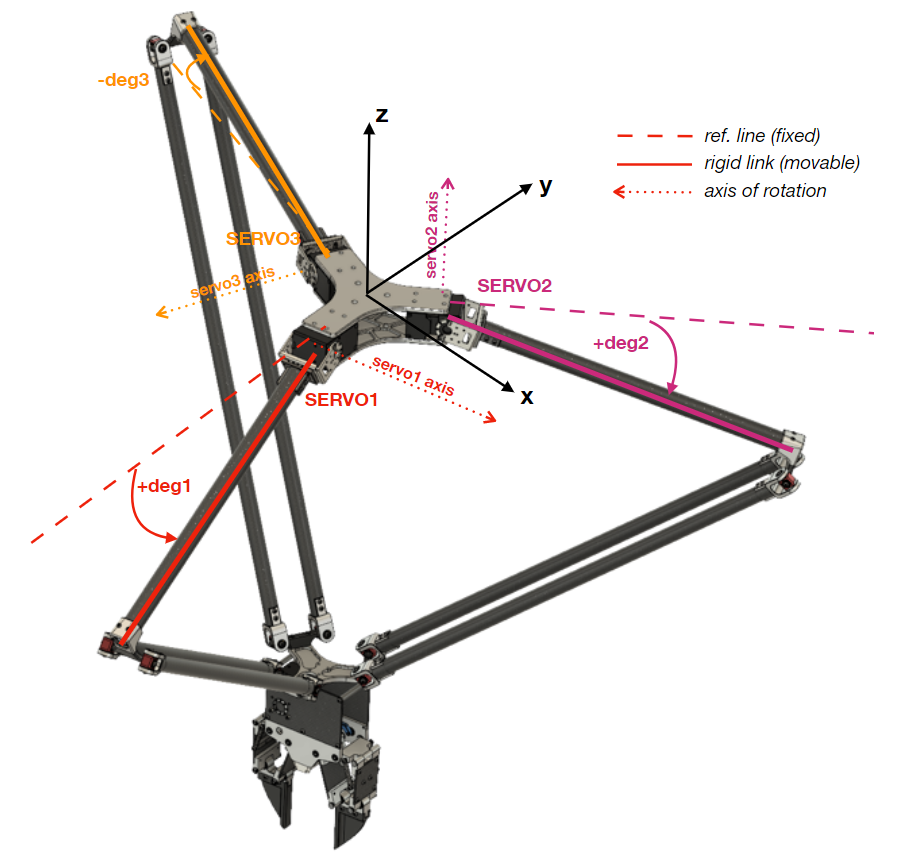 -deg3
z
ref. line (fixed)
rigid link (movable)
axis of rotation
y
servo2 axis
SERVO3
servo3 axis
SERVO2
+deg2
servo1 axis
x
SERVO1
+deg1